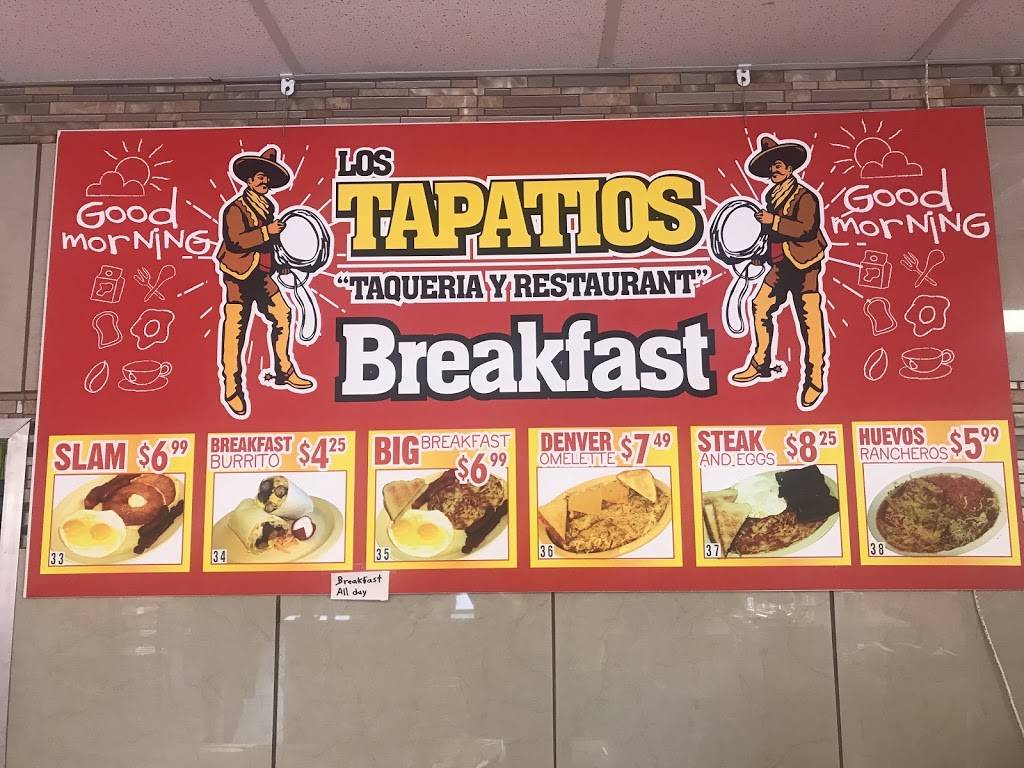 Good
morNiNG
LOS
TAPATIOS
"TAQUERIA Y RESTAURANT"
Breakfast
Good
morNiNG
SLAM $6.99
33
BREAKFAST
BURRITO $4.25
34
BIG BREAKFAST
$6.99
35
DENVER
OMELETTE $7.49
36
STEAK
AND EGGS $8.25
37
HUEVOS
RANCHEROS $5.99
38
Breakfast
All day